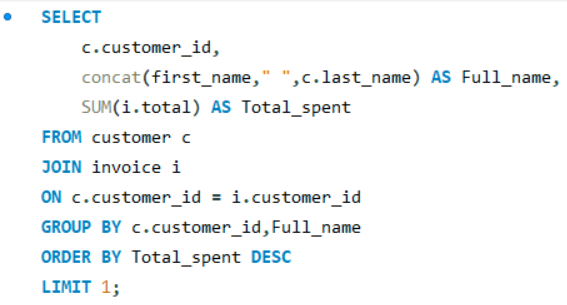 SELECT
c.customer_id,
concat(first_name," ",c.last_name) AS Full_name,
SUM(i.total) AS Total_spent
FROM customer c
JOIN invoice i
ON c.customer_id = i.customer_id
GROUP BY c.customer_id,Full_name
ORDER BY Total_spent DESC
LIMIT 1;